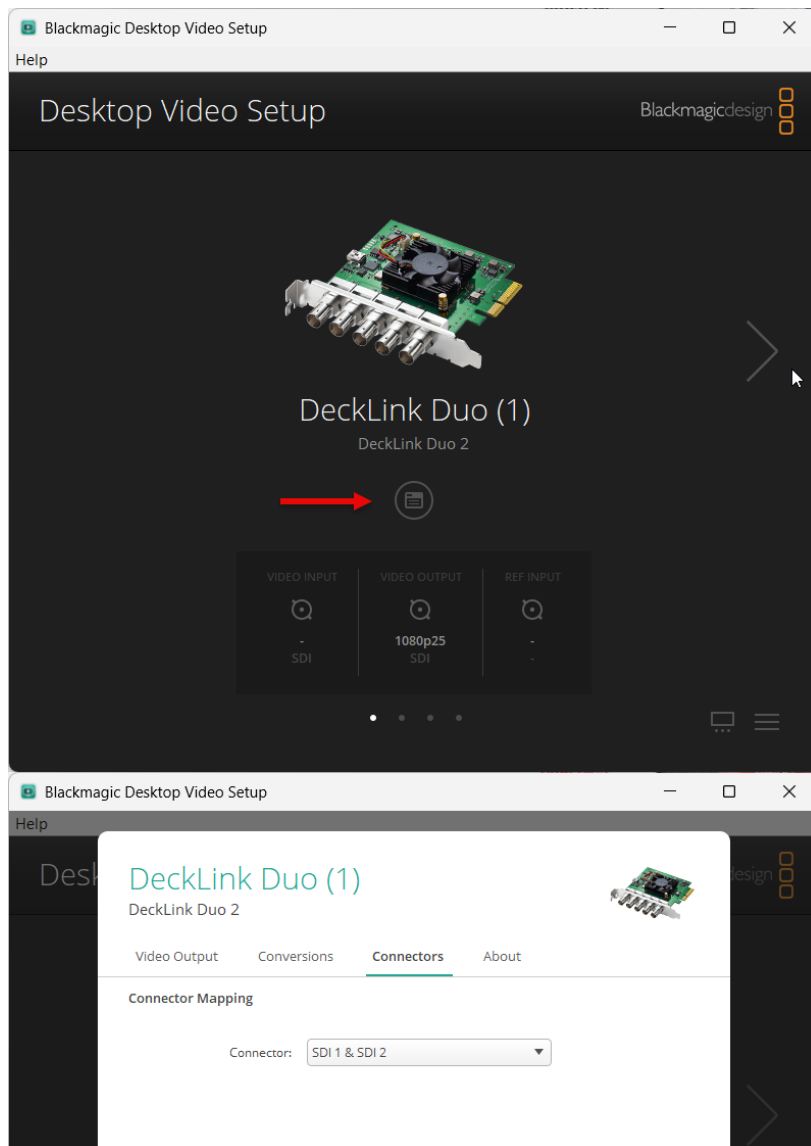 Blackmagic Desktop Video Setup
Help
Desktop Video Setup
Blackmagicdesign
DeckLink Duo (1)
DeckLink Duo 2
VIDEO INPUT VIDEO OUTPUT REF INPUT
- 1080p25 -
SDI SDI -
Blackmagic Desktop Video Setup
Help
Desk
design
DeckLink Duo (1)
DeckLink Duo 2
Video Output Conversions Connectors About
Connector Mapping
Connector: SDI 1 & SDI 2